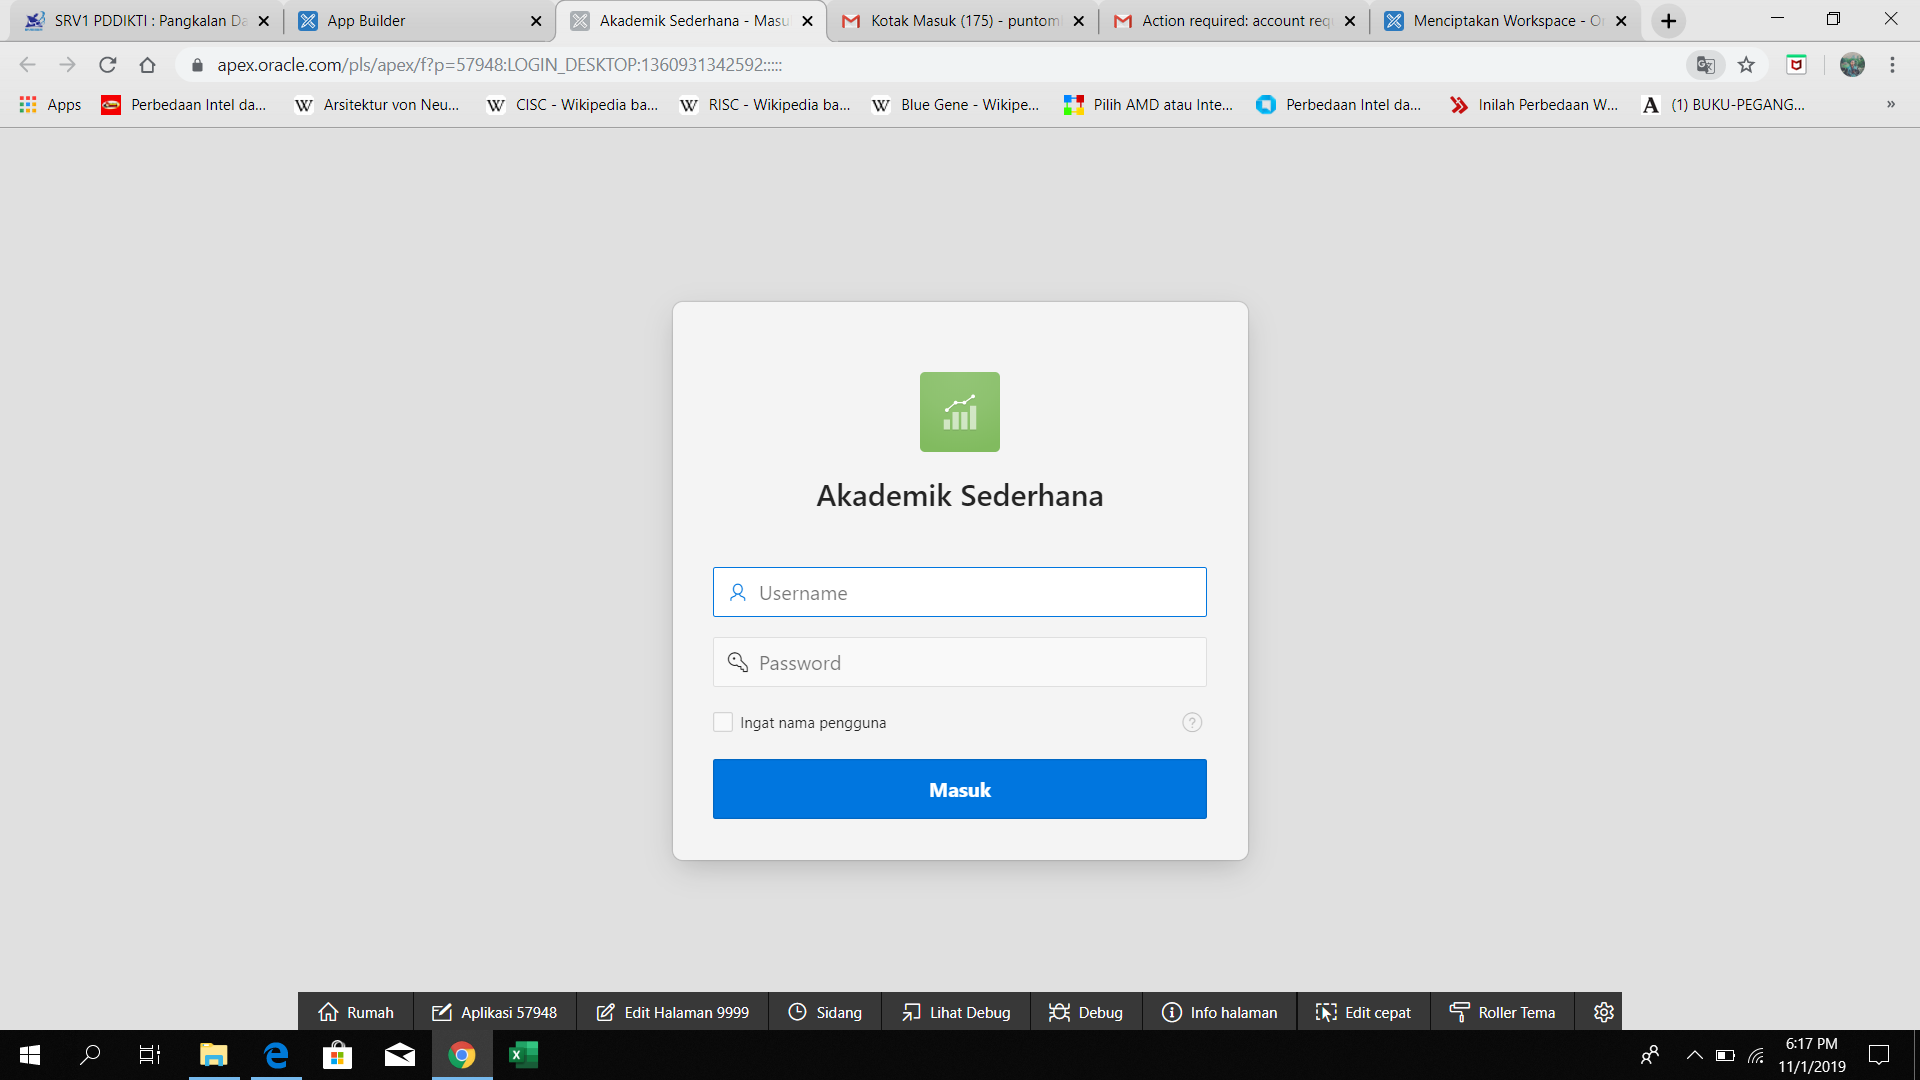 SRV1 PDDIKTI : Pangkalan Da
App Builder
Akademik Sederhana - Masu
Kotak Masuk (175) - puntom
Action required: account req
Menciptakan Workspace - O
apex.oracle.com/pls/apex/f?p=57948:LOGIN_DESKTOP:1360931342592:::::
Apps
Perbedaan Intel da...
Arsitektur von Neu...
CISC - Wikipedia ba...
RISC - Wikipedia ba...
Blue Gene - Wikipe...
Pilih AMD atau Inte...
Perbedaan Intel da...
Inilah Perbedaan W...
(1) BUKU-PEGANG...
Akademik Sederhana
Username
Password
Ingat nama pengguna
Masuk
Rumah
Aplikasi 57948
Edit Halaman 9999
Sidang
Lihat Debug
Debug
Info halaman
Edit cepat
Roller Tema
6:17 PM
11/1/2019